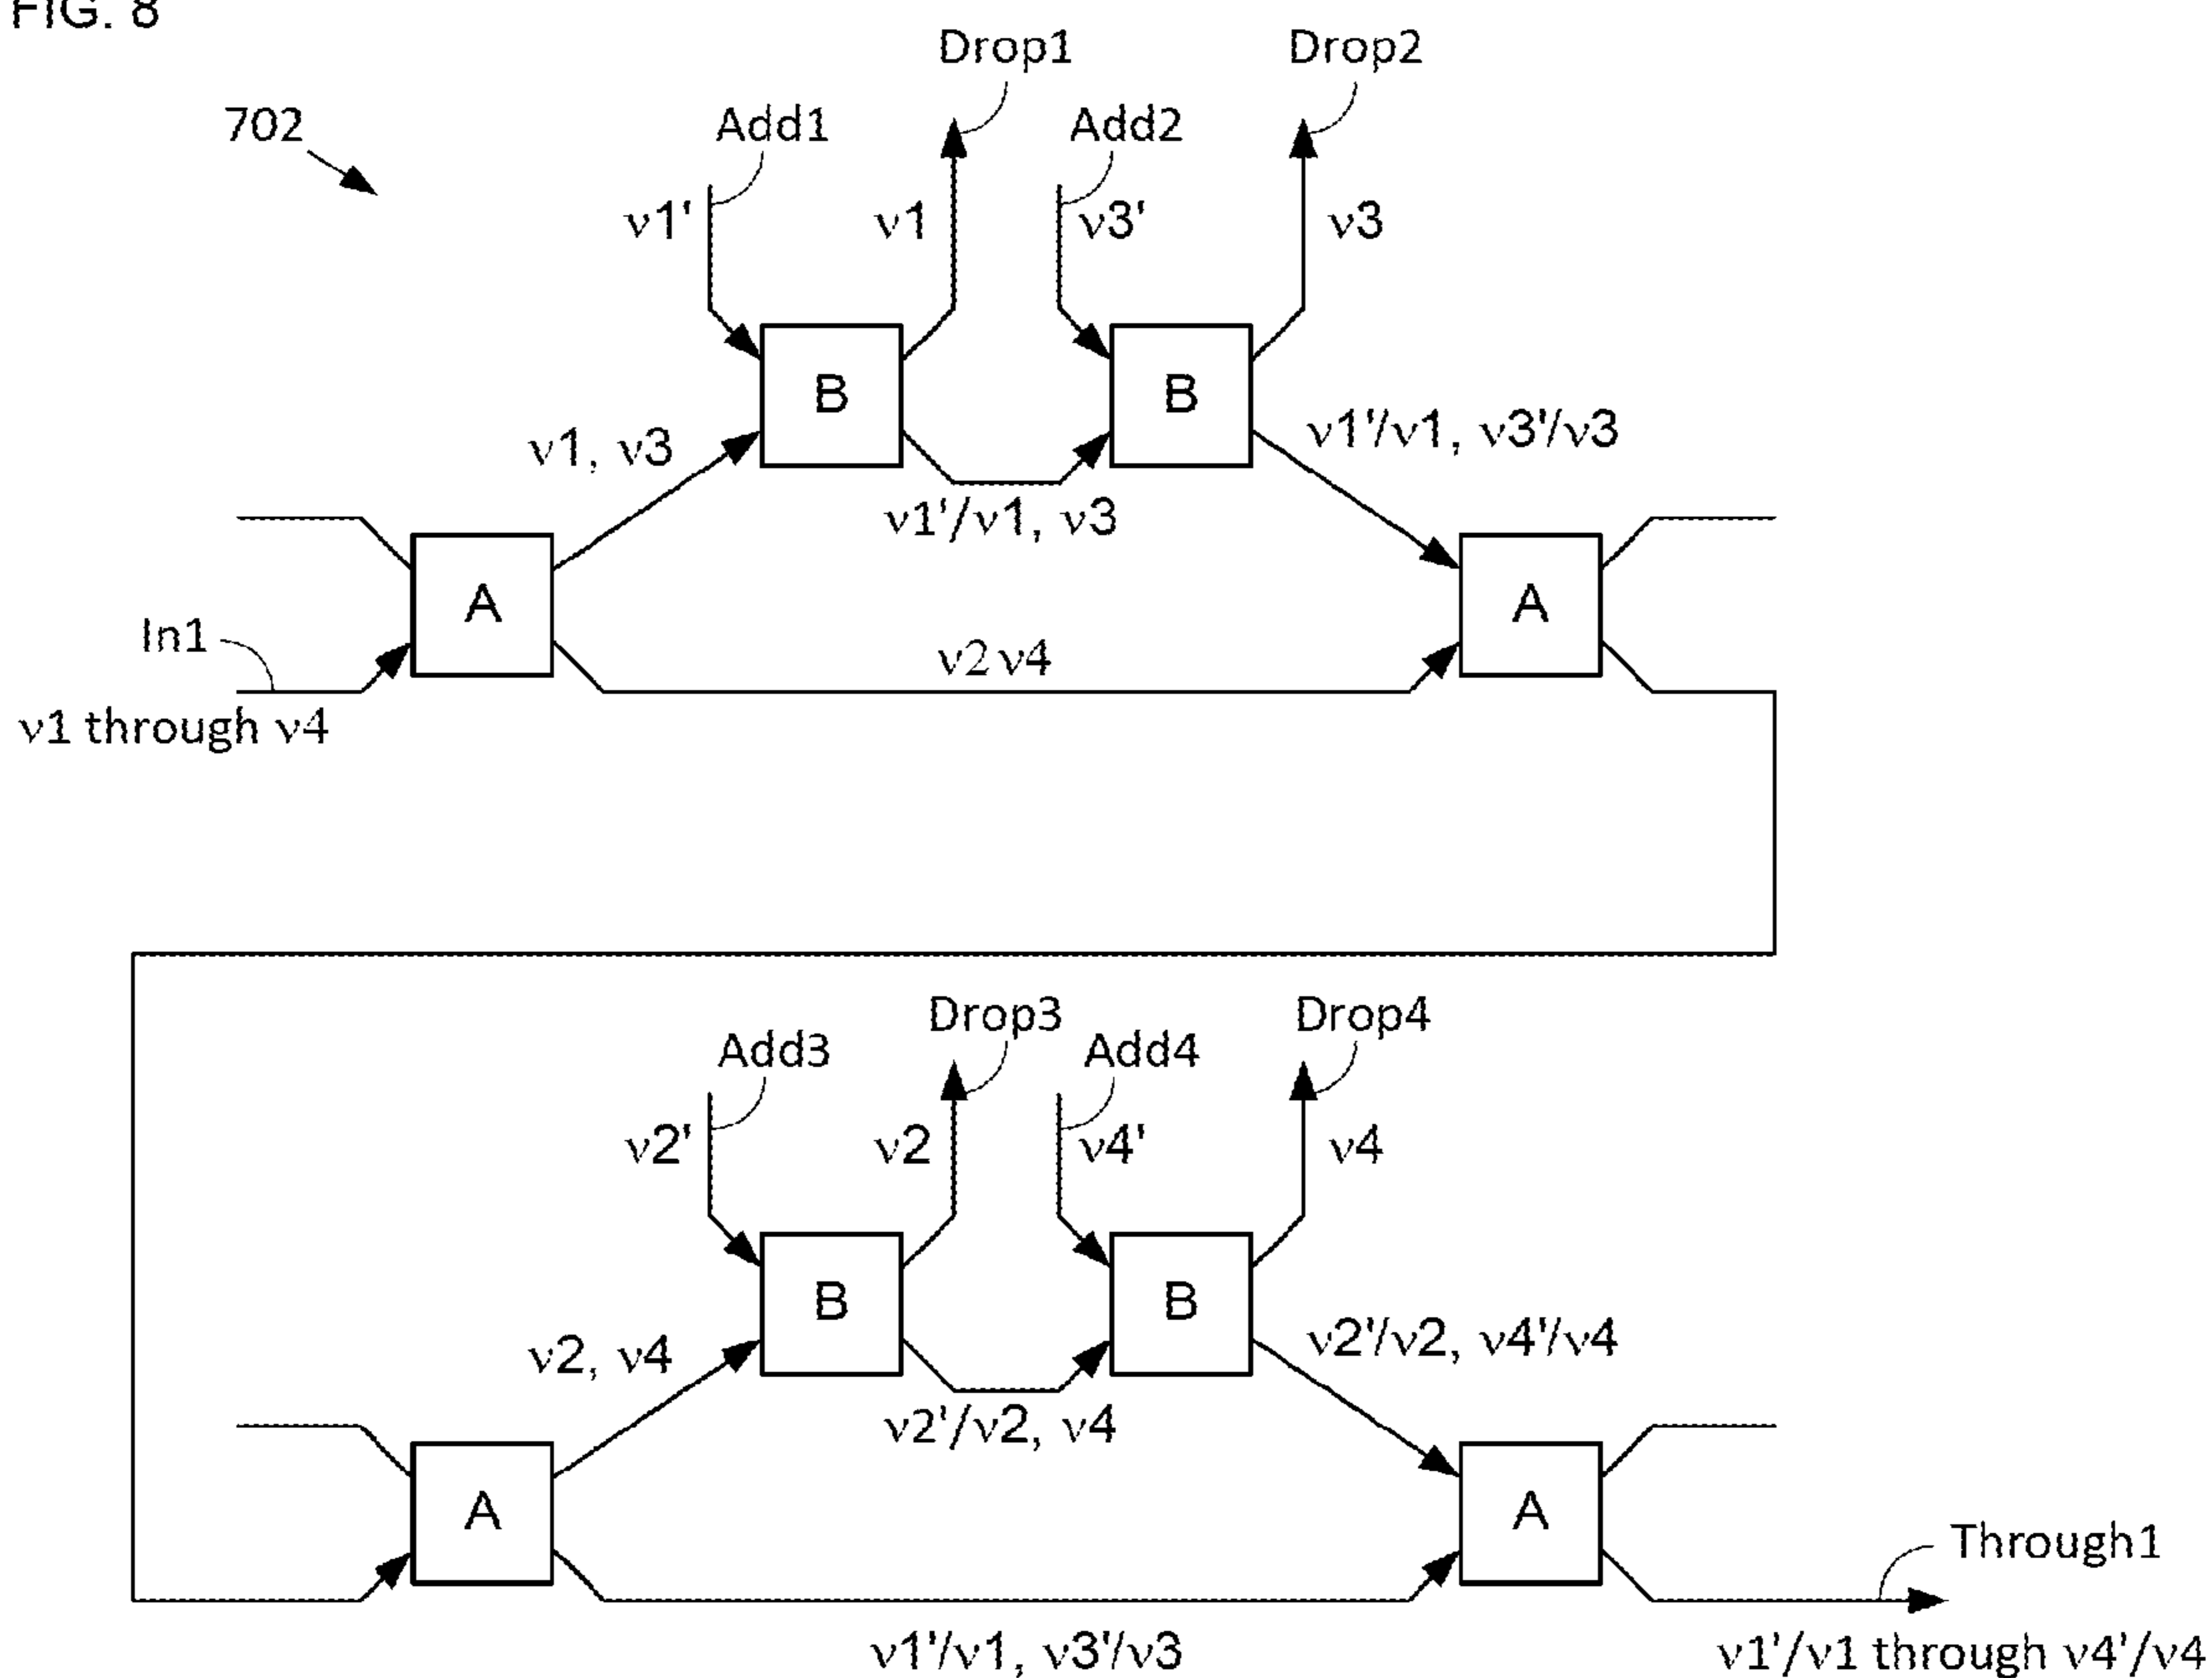 FIG. 8
Drop1
Drop2
702
Add1
Add2
ν1'
ν1
ν3'
ν3
B
B
ν1, ν3
ν1'/ν1, ν3'/ν3
ν1'/ν1, ν3
A
A
In1
ν2 ν4
ν1 through ν4
Drop3
Drop4
Add3
Add4
ν2'
ν2
ν4'
ν4
B
B
ν2, ν4
ν2'/ν2, ν4'/ν4
ν2'/ν2, ν4
A
A
Through1
ν1'/ν1, ν3'/ν3
ν1'/ν1 through ν4'/ν4